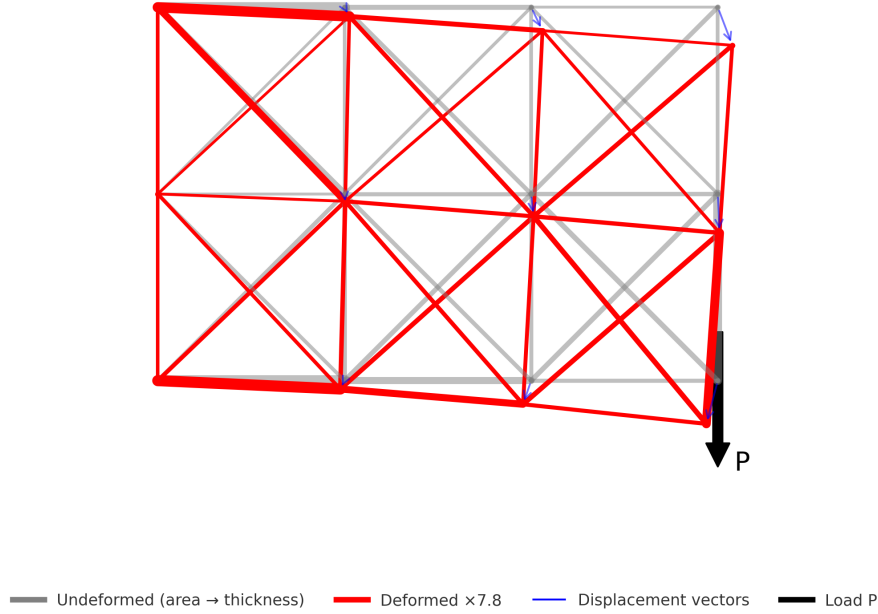 P
Undeformed (area → thickness)
Deformed ×7.8
Displacement vectors
Load P